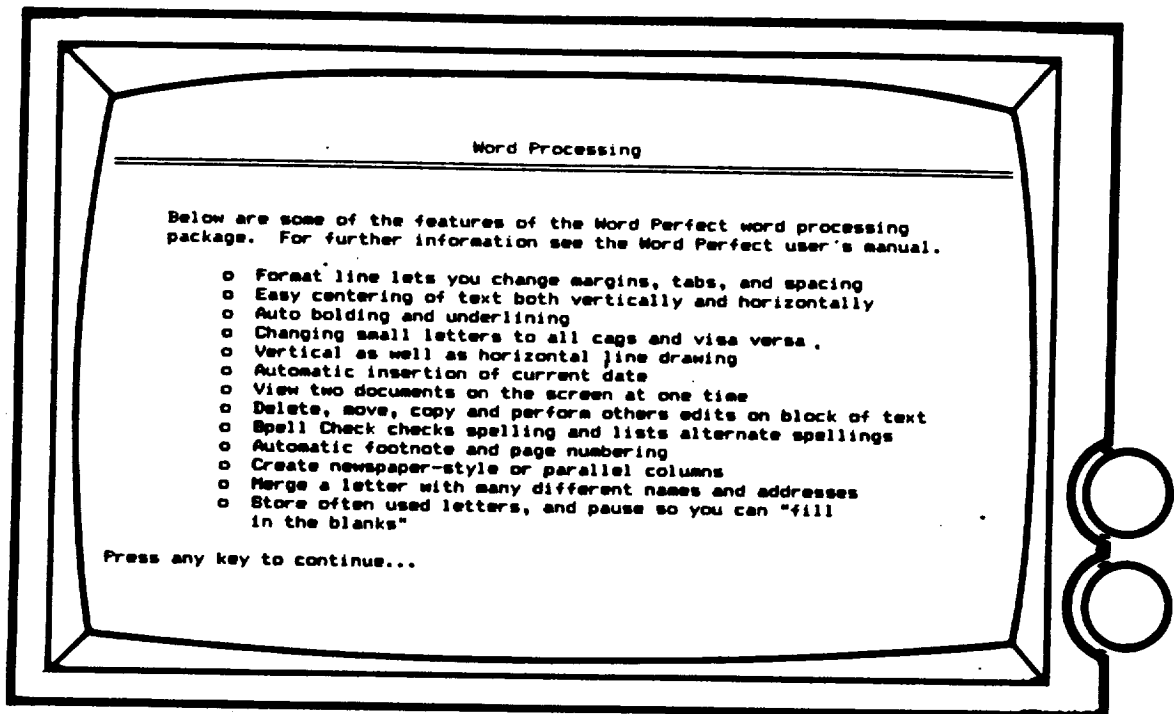 Word Processing
Below are some of the features of the Word Perfect word processing
package. For further information see the Word Perfect user's manual.
o Format line lets you change margins, tabs, and spacing
o Easy centering of text both vertically and horizontally
o Auto bolding and underlining
o Changing small letters to all caps and visa versa.
o Vertical as well as horizontal line drawing
o Automatic insertion of current date
o View two documents on the screen at one time
o Delete, move, copy and perform others edits on block of text
o Spell Check checks spelling and lists alternate spellings
o Automatic footnote and page numbering
o Create newspaper-style or parallel columns
o Merge a letter with many different names and addresses
o Store often used letters, and pause so you can "fill
in the blanks"
Press any key to continue...